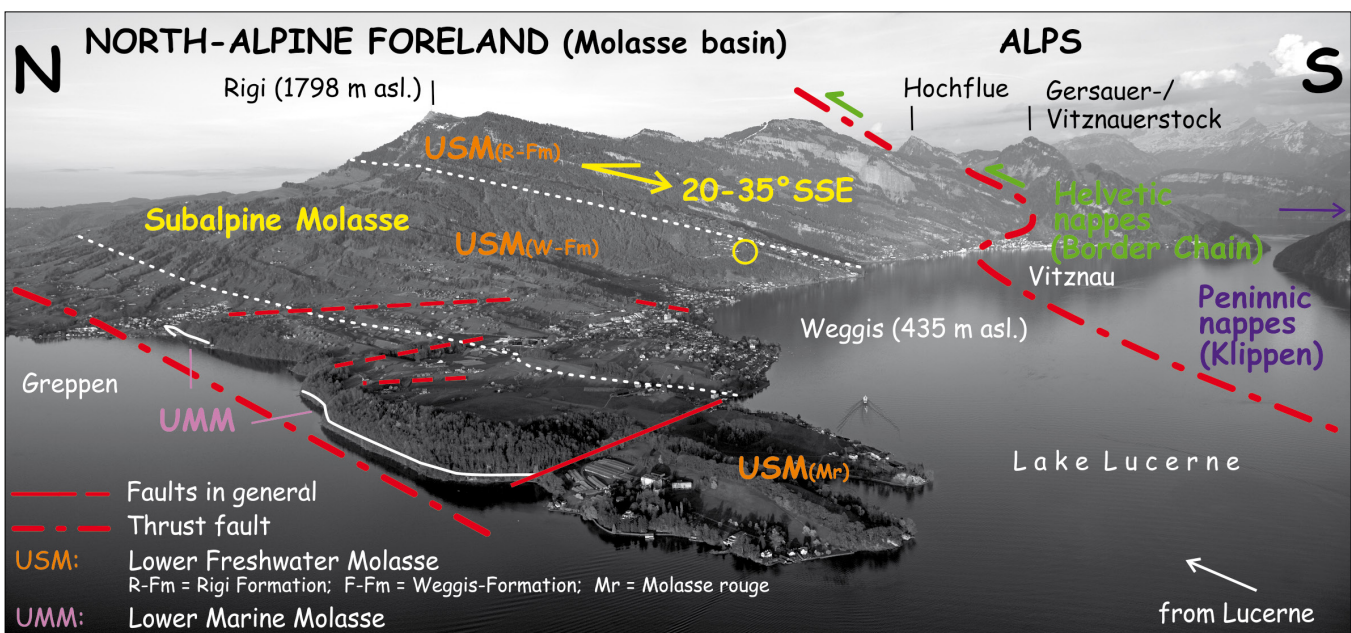 N
NORTH-ALPINE FORELAND (Molasse basin)
ALPS
S
Rigi (1798 m asl.)
Hochflue
Gersauer-/
Vitznauerstock
USM(R-Fm)
20-35°SSE
Subalpine Molasse
USM(W-Fm)
Helvetic
nappes
(Border Chain)
Vitznau
Peninnic
nappes
(Klippen)
Weggis (435 m asl.)
Greppen
UMM
USM(Mr)
Lake Lucerne
Faults in general
Thrust fault
USM: Lower Freshwater Molasse
R-Fm = Rigi Formation; F-Fm = Weggis-Formation; Mr = Molasse rouge
UMM: Lower Marine Molasse
from Lucerne